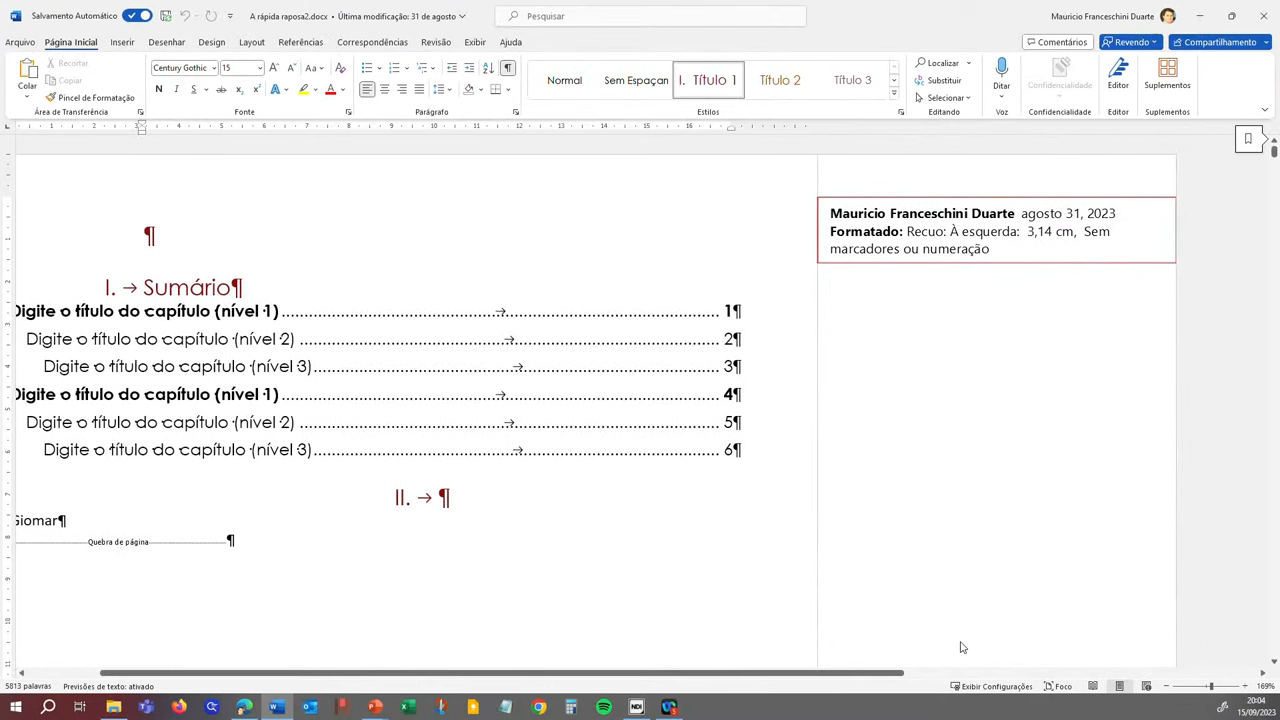 Salvamento Automático
A rápida raposa2.docx • Última modificação: 31 de agosto
Pesquisar
Mauricio Franceschini Duarte
Arquivo Página Inicial Inserir Desenhar Design Layout Referências Correspondências Revisão Exibir Ajuda
Comentários Revendo Compartilhamento
Colar
Recortar
Copiar
Pincel de Formatação
Área de Transferência
Century Gothic 15
N I S
Fonte
Parágrafo
Normal Sem Espaçan I. Título 1 Título 2 Título 3
Estilos
Localizar
Substituir
Selecionar
Editando
Ditar
Voz
Confidencialidade
Confidencialidade
Editor
Editor
Suplementos
Suplementos
¶
I. → Sumário¶
Digite o título do capítulo (nível 1) → 1¶
Digite o título do capítulo (nível 2) → 2¶
Digite o título do capítulo (nível 3) → 3¶
Digite o título do capítulo (nível 1) → 4¶
Digite o título do capítulo (nível 2) → 5¶
Digite o título do capítulo (nível 3) → 6¶
II. → ¶
Giomar¶
Quebra de página ¶
Mauricio Franceschini Duarte agosto 31, 2023
Formatado: Recuo: À esquerda: 3,14 cm, Sem
marcadores ou numeração
5813 palavras Previsões de texto: ativado
Exibir Configurações Foco 169%
NDI
20:04
15/09/2023